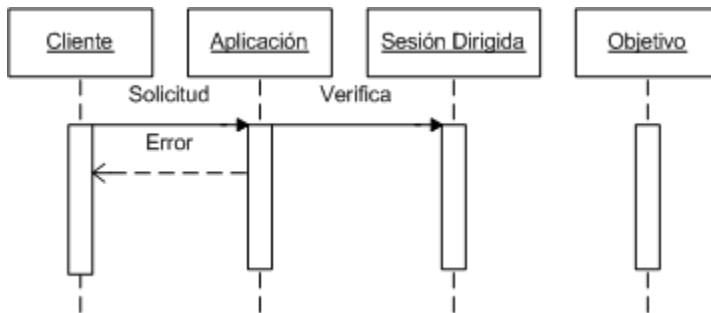 Cliente
Aplicación
Sesión Dirigida
Objetivo
Solicitud
Verifica
Error